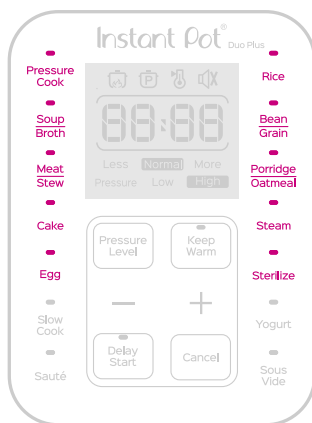 Instant Pot®
Duo Plus
Pressure
Cook
Soup
Broth
Meat
Stew
Cake
Egg
Slow
Cook
Sauté
88:88
Less Normal More
Pressure Low High
Pressure
Level
Keep
Warm
− +
Delay
Start
Cancel
Rice
Bean
Grain
Porridge
Oatmeal
Steam
Sterilize
Yogurt
Sous
Vide